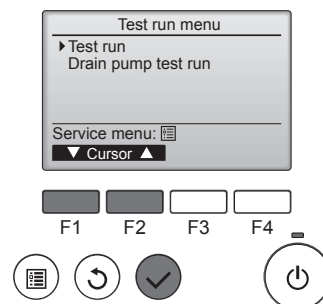 Test run menu
Test run
Drain pump test run
Service menu:
▼ Cursor ▲
F1 F2 F3 F4